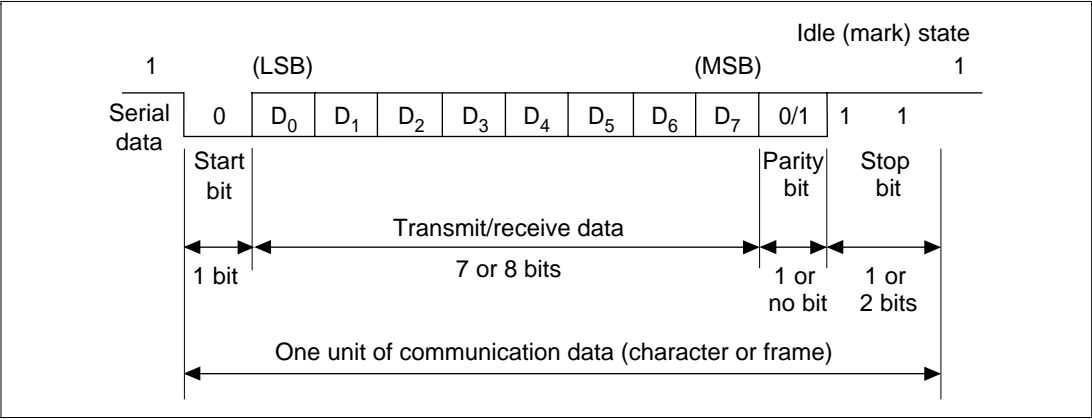 Idle (mark) state
1 (LSB) (MSB) 1
Serial data
0 D0 D1 D2 D3 D4 D5 D6 D7 0/1 1 1
Start bit
Parity bit
Stop bit
Transmit/receive data
1 bit
7 or 8 bits
1 or no bit
1 or 2 bits
One unit of communication data (character or frame)